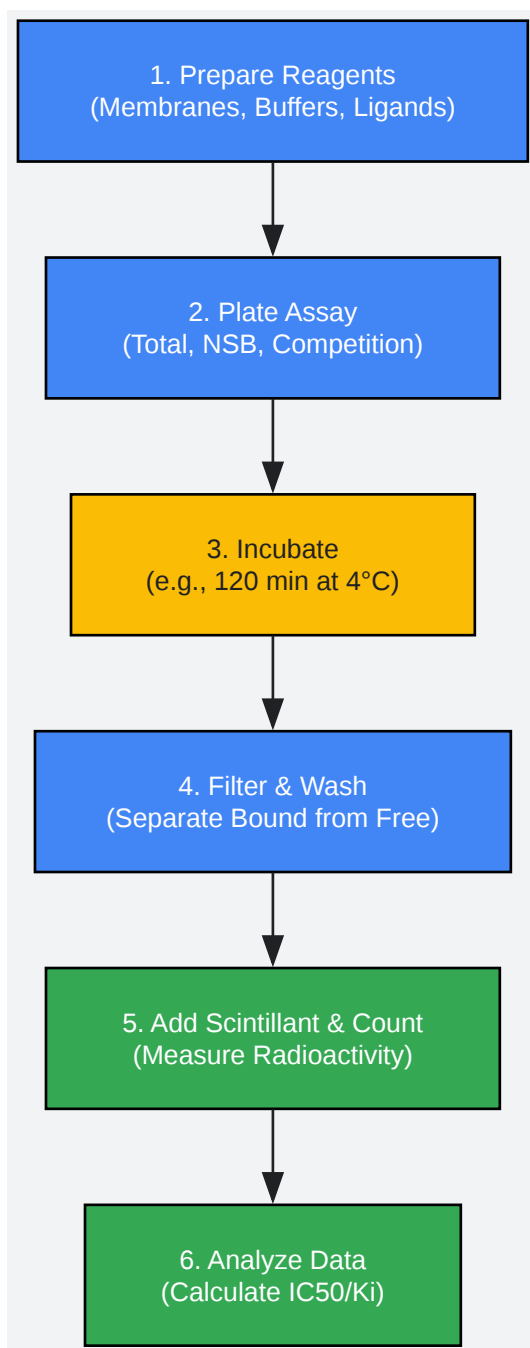 1. Prepare Reagents
(Membranes, Buffers, Ligands)
2. Plate Assay
(Total, NSB, Competition)
3. Incubate
(e.g., 120 min at 4°C)
4. Filter & Wash
(Separate Bound from Free)
5. Add Scintillant & Count
(Measure Radioactivity)
6. Analyze Data
(Calculate IC50/Ki)